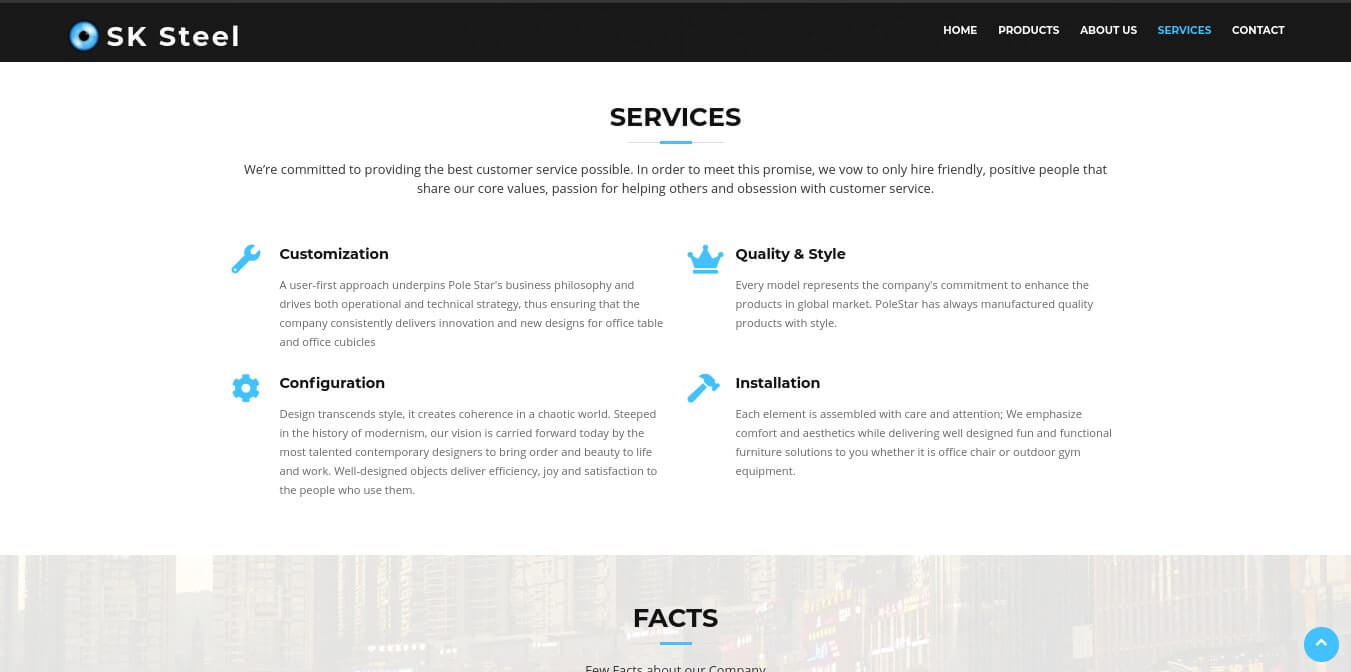 SK Steel
HOME PRODUCTS ABOUT US SERVICES CONTACT
SERVICES
We’re committed to providing the best customer service possible. In order to meet this promise, we vow to only hire friendly, positive people that
share our core values, passion for helping others and obsession with customer service.
Customization
A user-first approach underpins Pole Star's business philosophy and
drives both operational and technical strategy, thus ensuring that the
company consistently delivers innovation and new designs for office table
and office cubicles
Quality & Style
Every model represents the company's commitment to enhance the
products in global market. PoleStar has always manufactured quality
products with style.
Configuration
Design transcends style, it creates coherence in a chaotic world. Steeped
in the history of modernism, our vision is carried forward today by the
most talented contemporary designers to bring order and beauty to life
and work. Well-designed objects deliver efficiency, joy and satisfaction to
the people who use them.
Installation
Each element is assembled with care and attention; We emphasize
comfort and aesthetics while delivering well designed fun and functional
furniture solutions to you whether it is office chair or outdoor gym
equipment.
FACTS
Few Facts about our Company